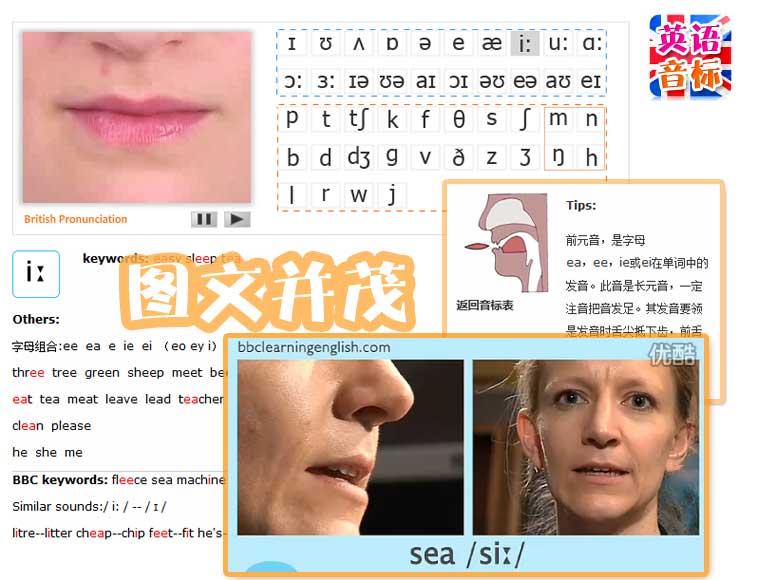 ɪ ʊ ʌ ɒ ə e æ iː uː ɑː
ɔː ɜː ɪə ʊə aɪ ɔɪ əʊ eə aʊ eɪ
p t tʃ k f θ s ʃ m n
b d dʒ g v ð z ʒ ŋ h
l r w j
英语
音标
British Pronunciation
iː
keywords: easy sleep tea
图文并茂
Tips:
前元音，是字母
ea，ee，ie或ei在单词中的
发音。此音是长元音，一定
注音把音发足。其发音要领
是发音时舌尖抵下齿，前舌
返回音标表
Others:
字母组合:ee ea e ie ei （eo ey i）
three tree green sheep meet
eat tea meat leave lead teacher
clean please
he she me
BBC keywords: fleece sea machine
Similar sounds:/ i: / -- / ɪ /
litre--litter cheap--chip feet--fit he's-
bbclearningenglish.com
优酷
sea /siː/